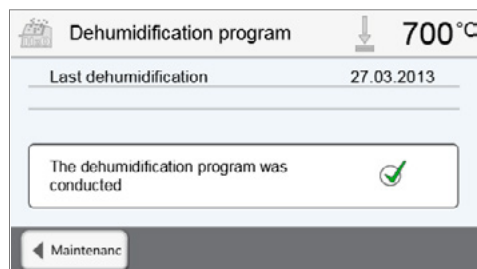 Dehumidification program 700°C
Last dehumidification 27.03.2013
The dehumidification program was
conducted
Maintenanc